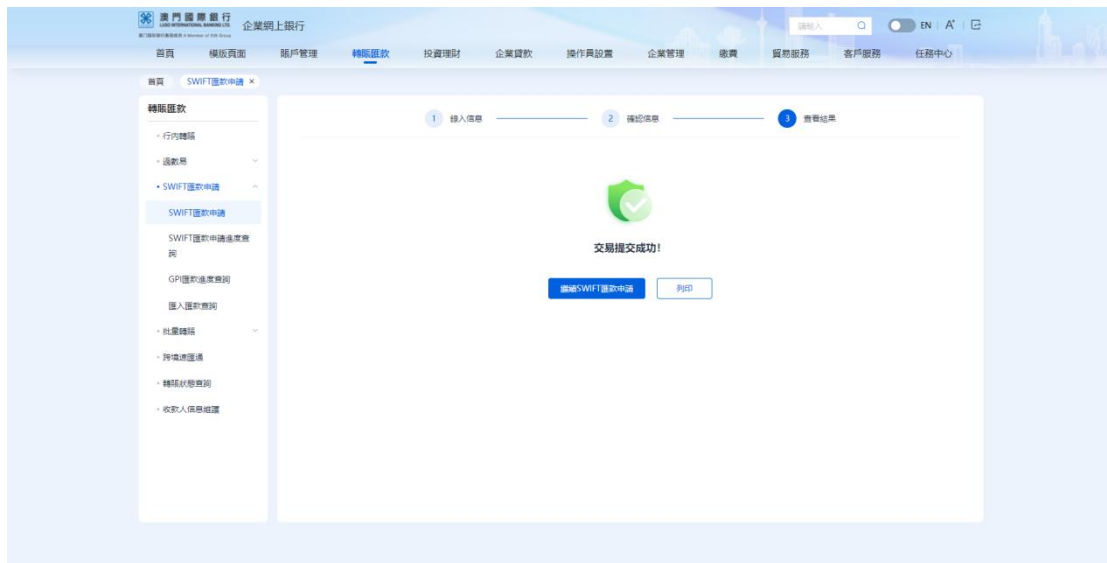 澳門國際銀行
LUSO INTERNATIONAL BANKING LTD.
企業網上銀行
請輸入
EN
A⁺
首頁 模版頁面 賬戶管理 轉賬匯款 投資理財 企業貸款 操作員設置 企業管理 繳費 貿易服務 客戶服務 任務中心
首頁 SWIFT匯款申請 ×
轉賬匯款
行內轉賬
過數易
SWIFT匯款申請
SWIFT匯款申請
SWIFT匯款申請進度查
詢
GPI匯款進度查詢
匯入匯款查詢
批量轉賬
跨境速匯通
轉賬狀態查詢
收款人信息維護
1 錄入信息 2 確認信息 3 查看結果
交易提交成功!
繼續SWIFT匯款申請 列印